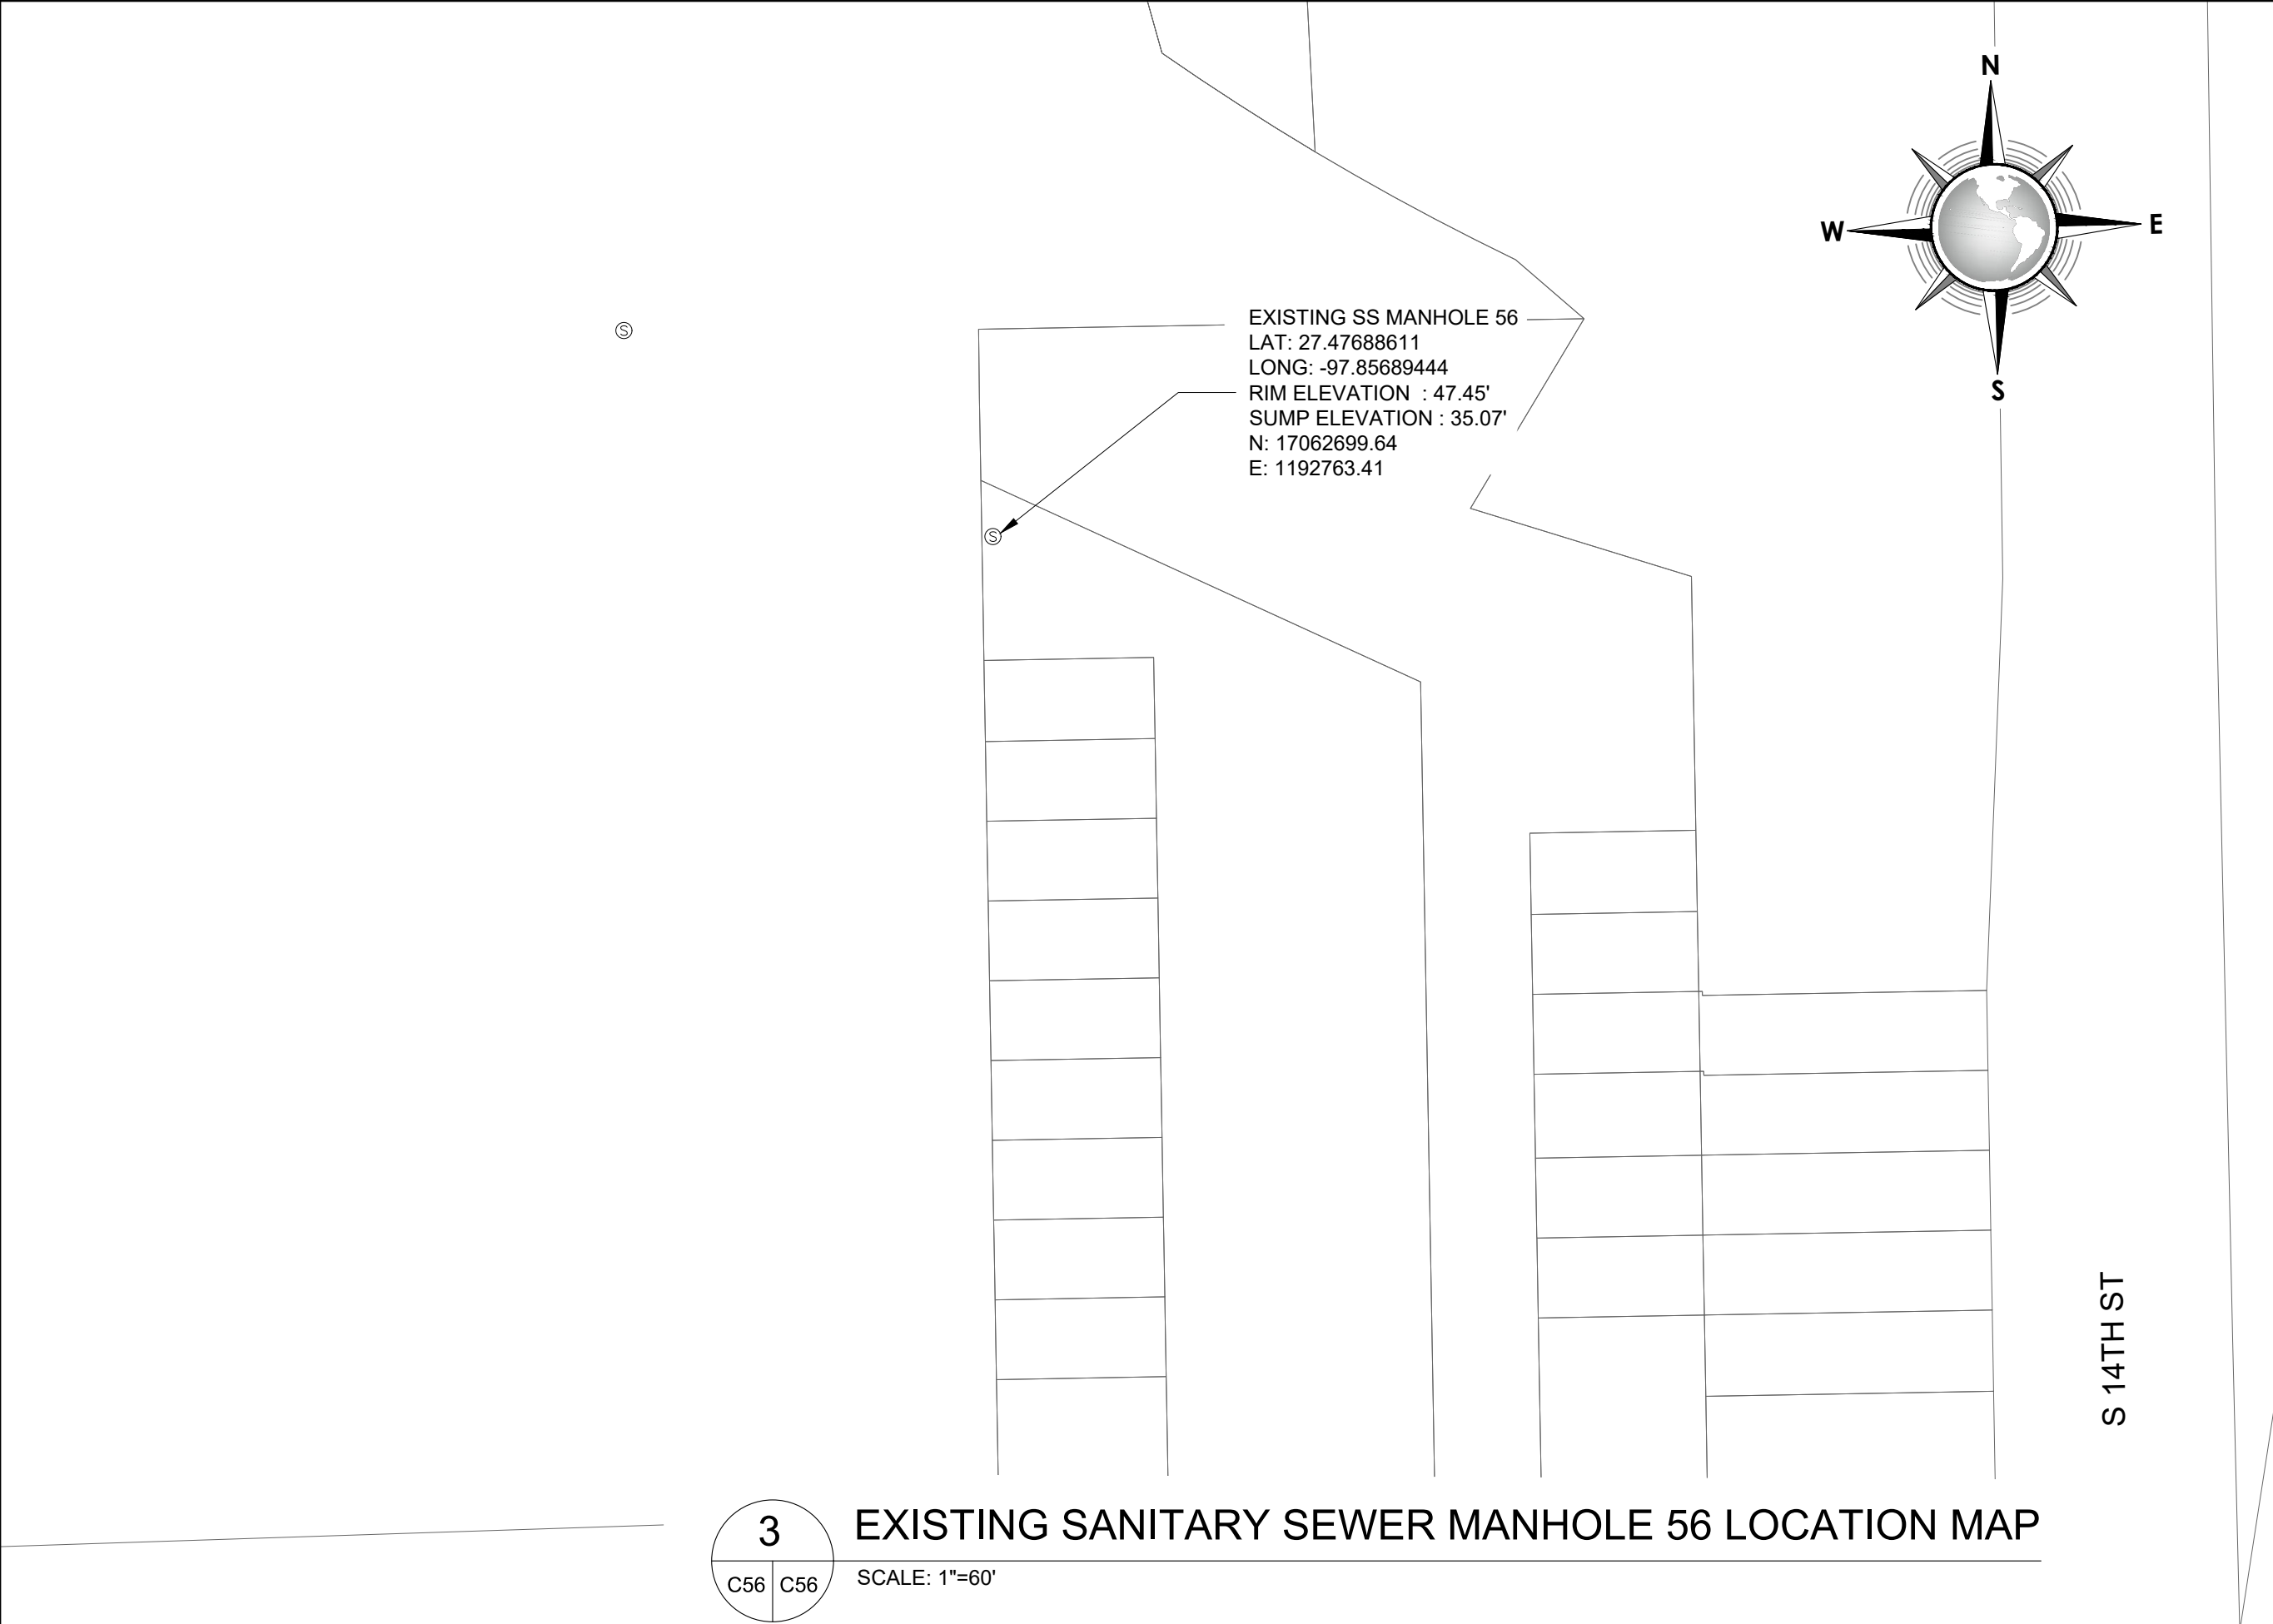 N
W
E
S
EXISTING SS MANHOLE 56
LAT: 27.47688611
LONG: -97.85689444
RIM ELEVATION : 47.45'
SUMP ELEVATION : 35.07'
N: 17062699.64
E: 1192763.41
S
S
S 14TH ST
3
C56
C56
EXISTING SANITARY SEWER MANHOLE 56 LOCATION MAP
SCALE: 1"=60'